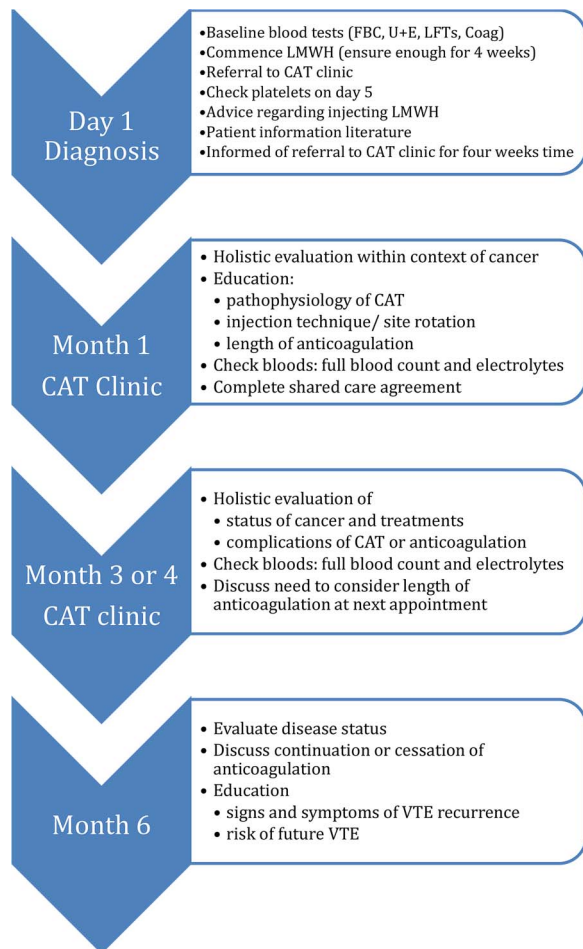 Day 1
Diagnosis
•Baseline blood tests (FBC, U+E, LFTs, Coag)
•Commence LMWH (ensure enough for 4 weeks)
•Referral to CAT clinic
•Check platelets on day 5
•Advice regarding injecting LMWH
•Patient information literature
•Informed of referral to CAT clinic for four weeks time
Month 1
CAT Clinic
• Holistic evaluation within context of cancer
• Education:
• pathophysiology of CAT
• injection technique/ site rotation
• length of anticoagulation
• Check bloods: full blood count and electrolytes
• Complete shared care agreement
Month 3 or 4
CAT clinic
• Holistic evaluation of
• status of cancer and treatments
• complications of CAT or anticoagulation
• Check bloods: full blood count and electrolytes
• Discuss need to consider length of
anticoagulation at next appointment
Month 6
• Evaluate disease status
• Discuss continuation or cessation of
anticoagulation
• Education
• signs and symptoms of VTE recurrence
• risk of future VTE